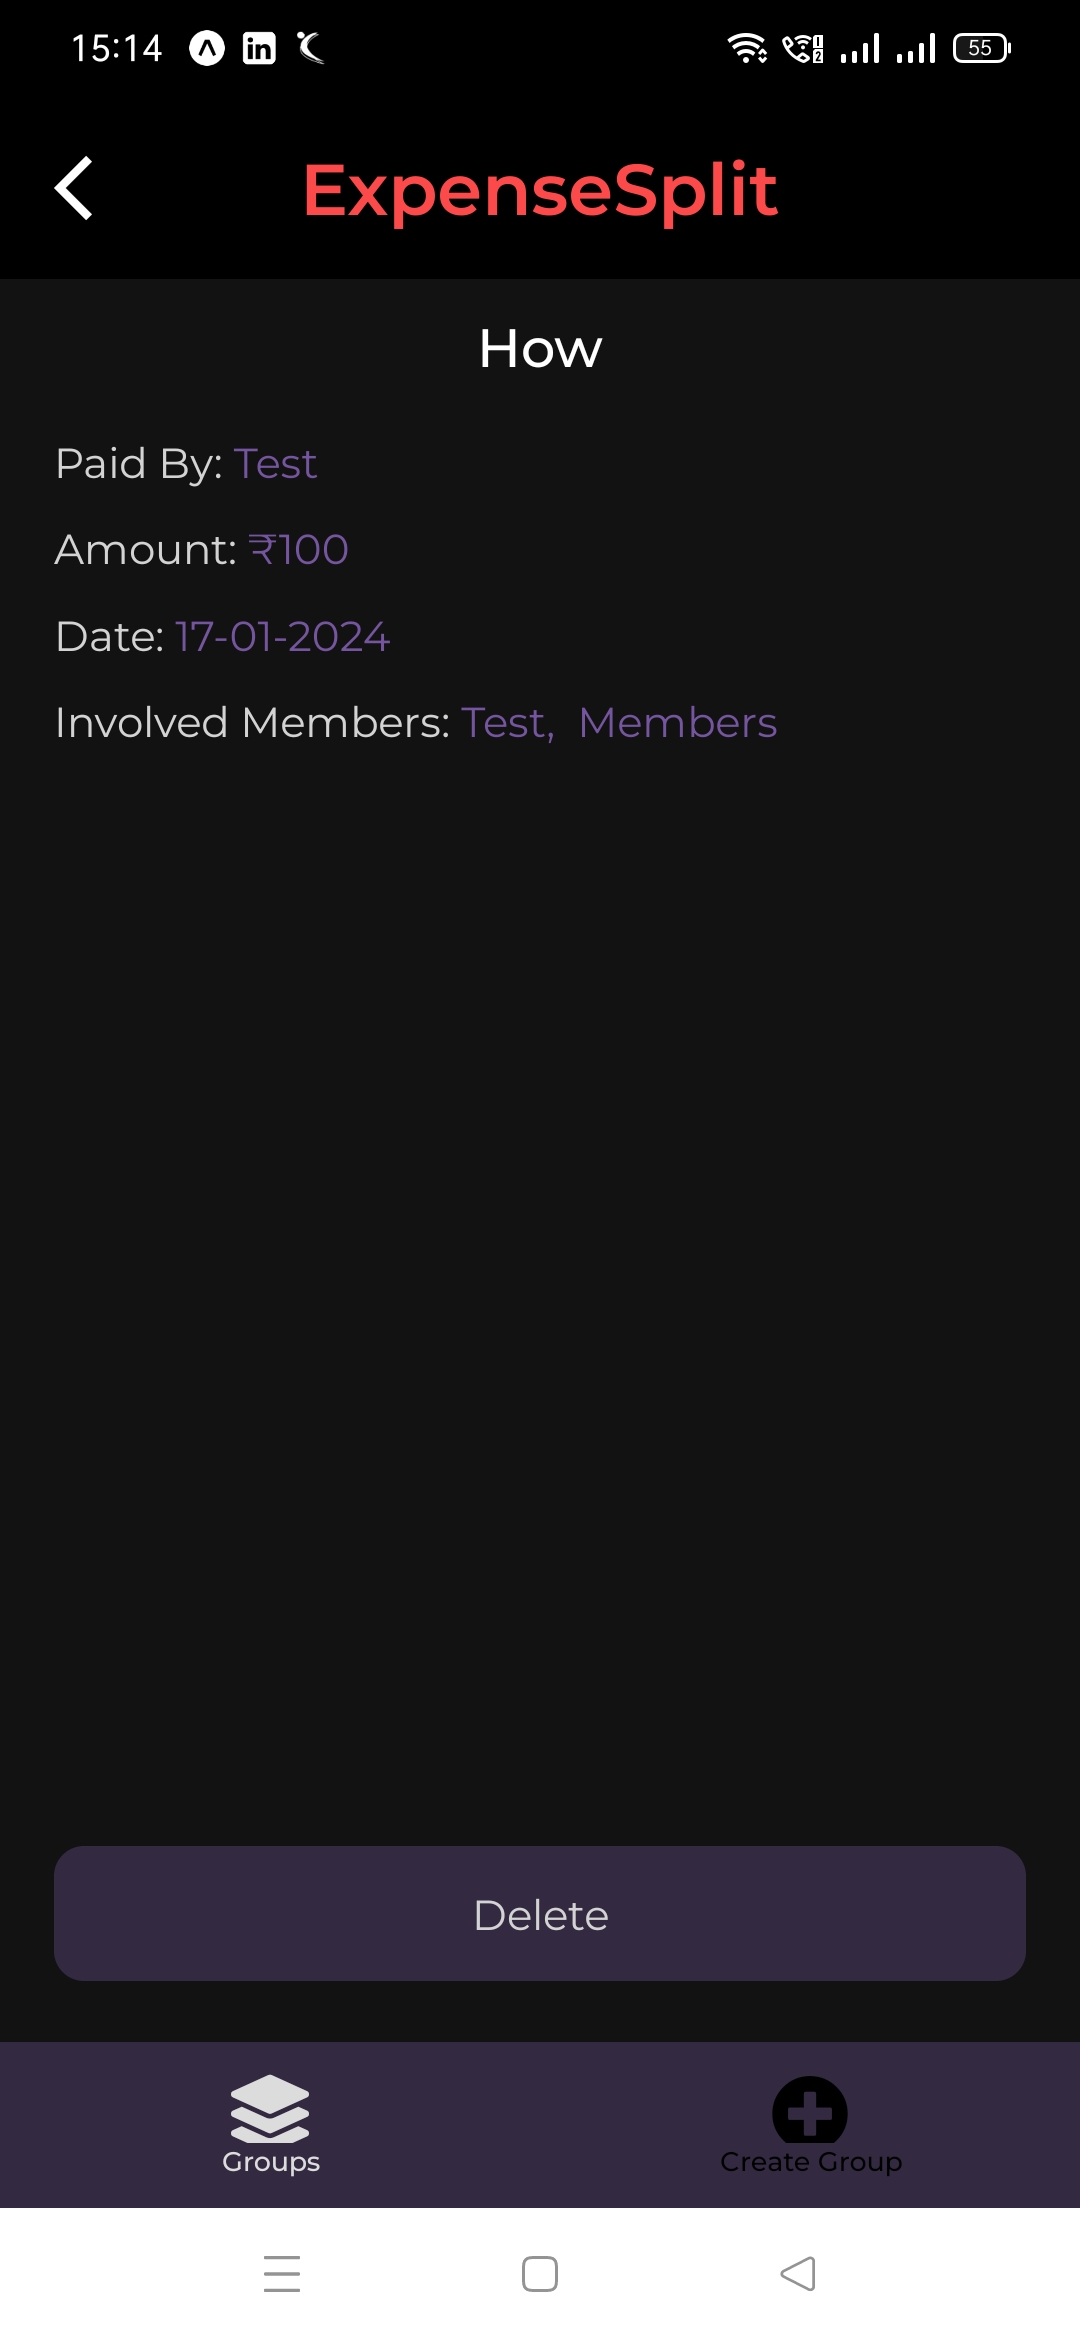 15:14 in 55
ExpenseSplit
How
Paid By: Test
Amount: ₹100
Date: 17-01-2024
Involved Members: Test,  Members
Delete
Groups Create Group